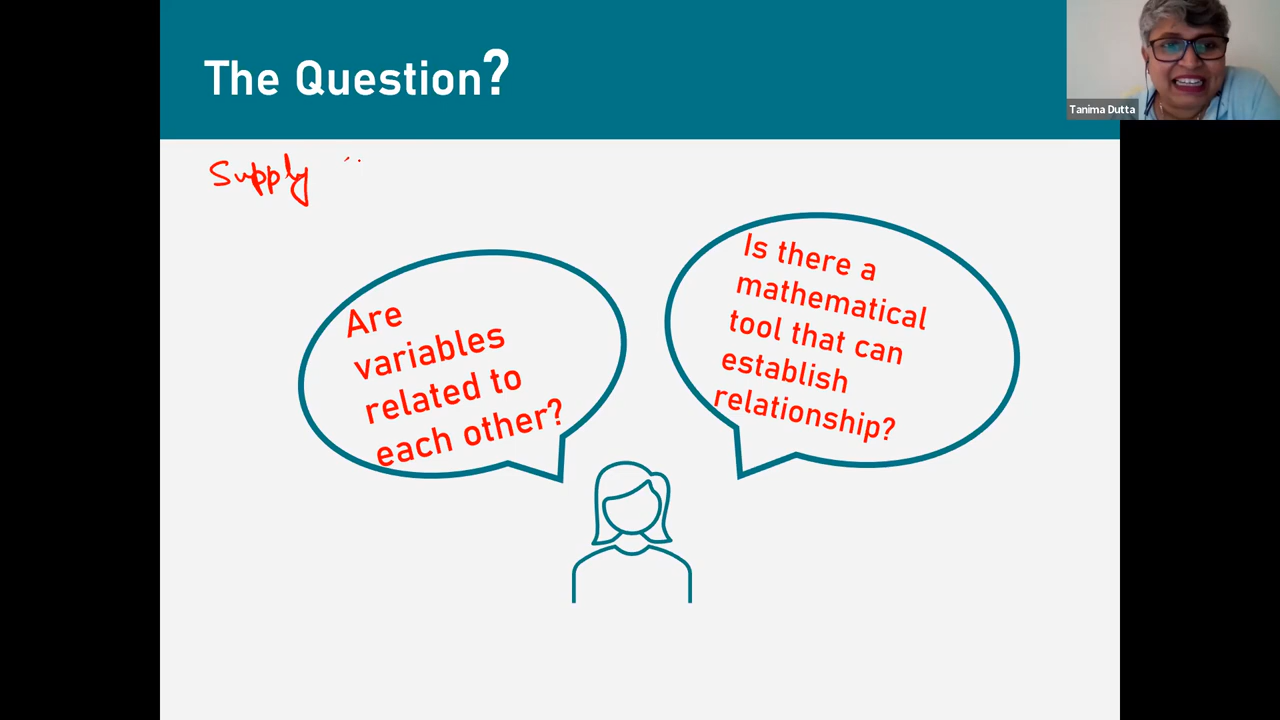 The Question?
Tanima Dutta
Supply
Are
variables
related to
each other?
Is there a
mathematical
tool that can
establish
relationship?